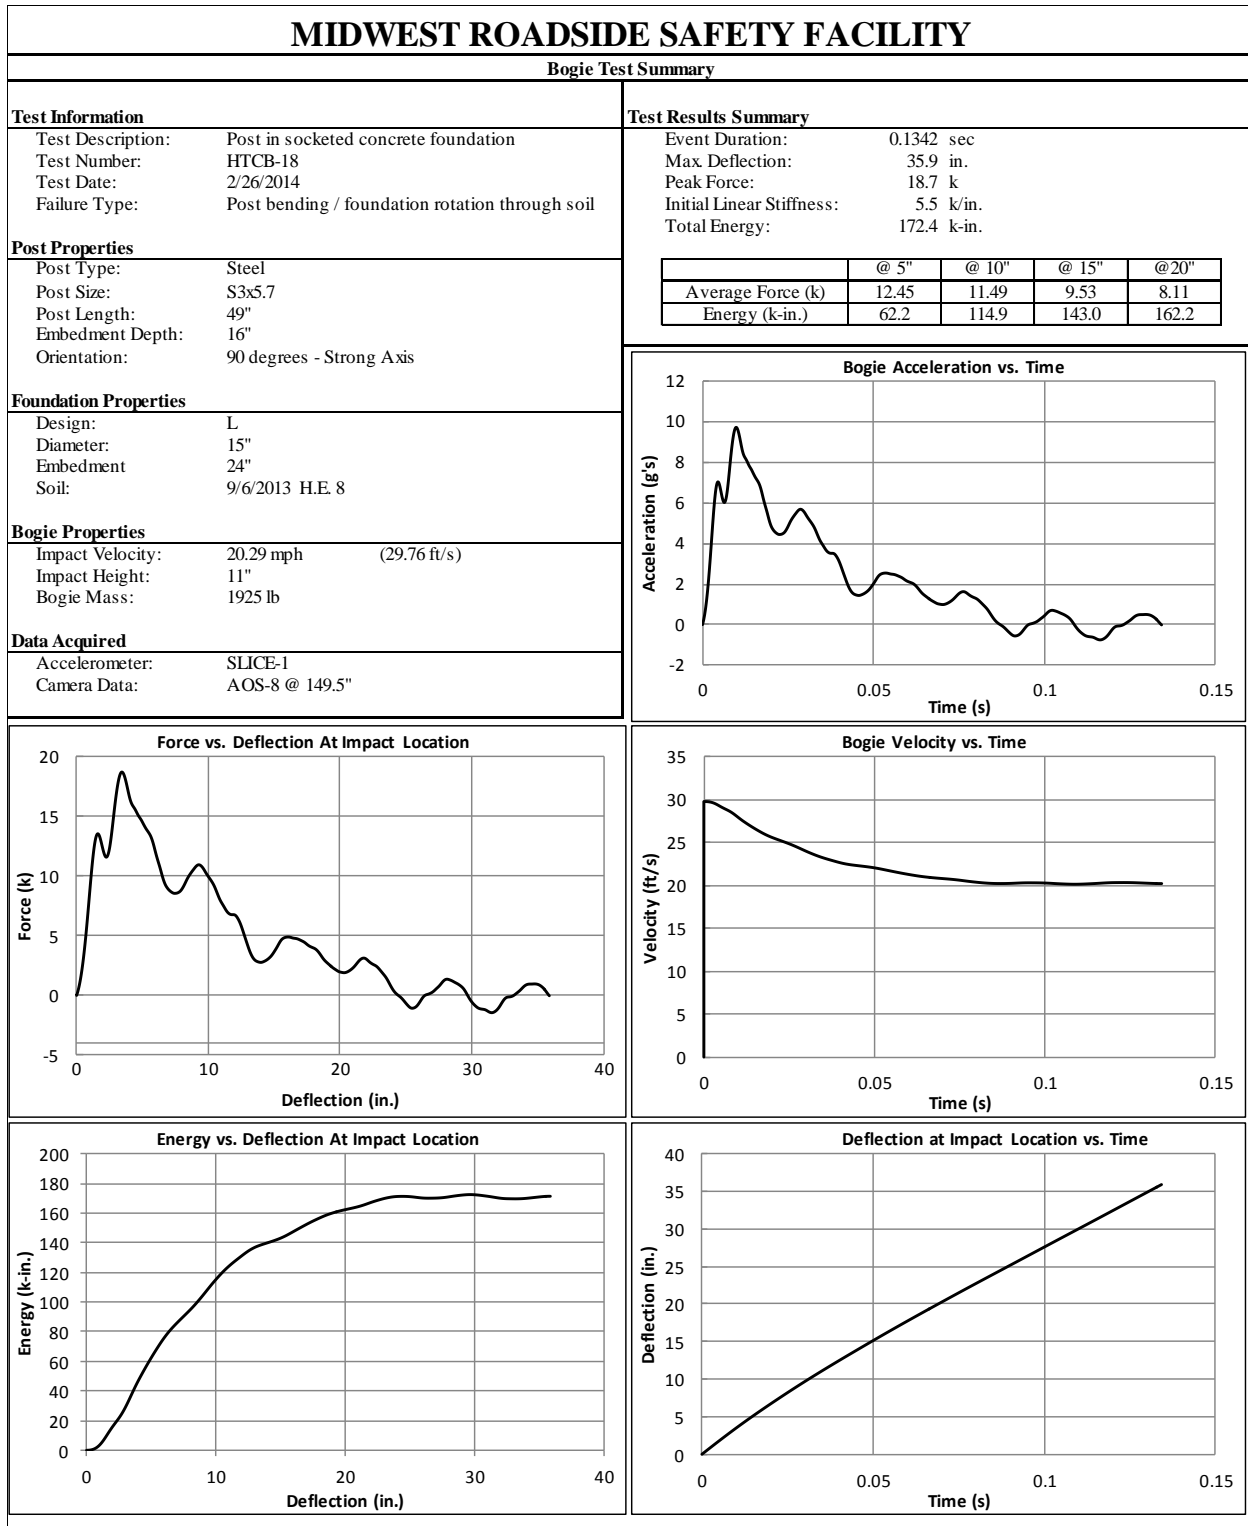 MIDWEST ROADSIDE SAFETY FACILITY
Bogie Test Summary
Test Information
Test Description: Post in socketed concrete foundation
Test Number: HTCB-18
Test Date: 2/26/2014
Failure Type: Post bending / foundation rotation through soil
Post Properties
Post Type: Steel
Post Size: S3x5.7
Post Length: 49"
Embedment Depth: 16"
Orientation: 90 degrees - Strong Axis
Foundation Properties
Design: L
Diameter: 15"
Embedment 24"
Soil: 9/6/2013 H.E. 8
Bogie Properties
Impact Velocity: 20.29 mph (29.76 ft/s)
Impact Height: 11"
Bogie Mass: 1925 lb
Data Acquired
Accelerometer: SLICE-1
Camera Data: AOS-8 @ 149.5"
Test Results Summary
Event Duration: 0.1342 sec
Max. Deflection: 35.9 in.
Peak Force: 18.7 k
Initial Linear Stiffness: 5.5 k/in.
Total Energy: 172.4 k-in.
@ 5" @ 10" @ 15" @20"
Average Force (k) 12.45 11.49 9.53 8.11
Energy (k-in.) 62.2 114.9 143.0 162.2
Bogie Acceleration vs. Time
12
10
8
6
4
2
0
-2
Acceleration (g's)
0 0.05 0.1 0.15
Time (s)
Force vs. Deflection At Impact Location
20
15
10
5
0
-5
Force (k)
0 10 20 30 40
Deflection (in.)
Bogie Velocity vs. Time
35
30
25
20
15
10
5
0
Velocity (ft/s)
0 0.05 0.1 0.15
Time (s)
Energy vs. Deflection At Impact Location
200
180
160
140
120
100
80
60
40
20
0
Energy (k-in.)
0 10 20 30 40
Deflection (in.)
Deflection at Impact Location vs. Time
40
35
30
25
20
15
10
5
0
Deflection (in.)
0 0.05 0.1 0.15
Time (s)